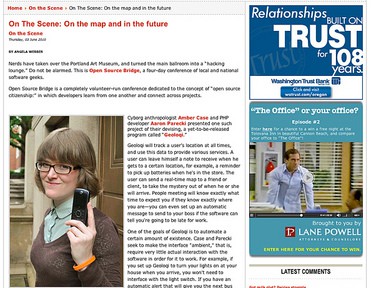 Home » On the Scene » On The Scene: On the map and in the future
On The Scene: On the map and in the future
On the Scene
Thursday, 03 June 2010
BY ANGELA WEBBER
Nerds have taken over the Portland Art Museum, and turned the main ballroom into a "hacking
lounge." Do not be alarmed. This is Open Source Bridge, a four-day conference of local and national
software geeks.
Open Source Bridge is a completely volunteer-run conference dedicated to the concept of "open source
citizenship:" in which developers learn from one another and connect across projects.
Cyborg anthropologist Amber Case and PHP
developer Aaron Parecki presented one such
project of their devising, a yet-to-be-released
program called "Geoloqi."
Geoloqi will track a user's location at all times,
and use this data to provide various services. A
user can leave himself a note to receive when he
gets to a certain location, for example, a reminder
to pick up batteries when he's in the store. The
user can send a real-time map to a friend or
client, to take the mystery out of when he or she
will arrive. People meeting will know exactly what
time to expect you if they know exactly where
you are—you can even set up an automatic
message to send to your boss if the software can
tell you're going to be late for work.
One of the goals of Geoloqi is to automate a
certain amount of existence. Case and Parecki
seek to make the interface "ambient," that is,
require very little actual interaction with the
software in order for it to work. For example, if
you set up Geoloqi to turn your lights on at your
house when you arrive, you won't need to
interface with the light switch. If you have an
automatic alert that will give you the next bus
Relationships
BUILT ON
TRUST
FOR 108
years.
Washington Trust Bank
Click and visit
watrust.com/oregon
"The Office" or your office?
Episode #2
Enter here for a chance to win a free night at the
Brought to you by
LANE POWELL
ATTORNEYS & COUNSELORS
ENTER HERE FOR YOUR CHANCE TO WIN.
LATEST COMMENTS